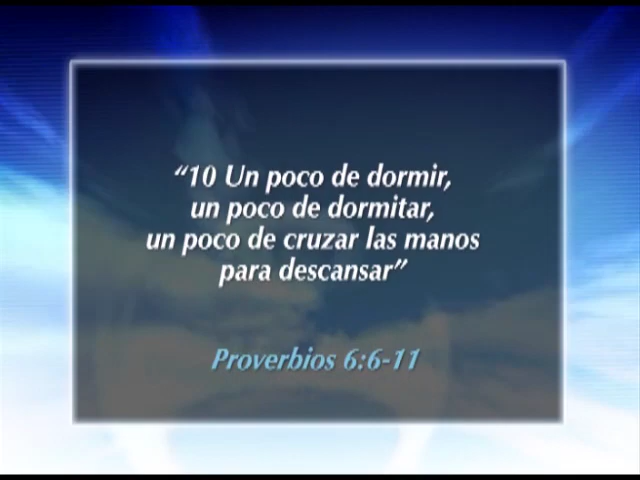 “10 Un poco de dormir,
un poco de dormitar,
un poco de cruzar las manos
para descansar”
Proverbios 6:6-11